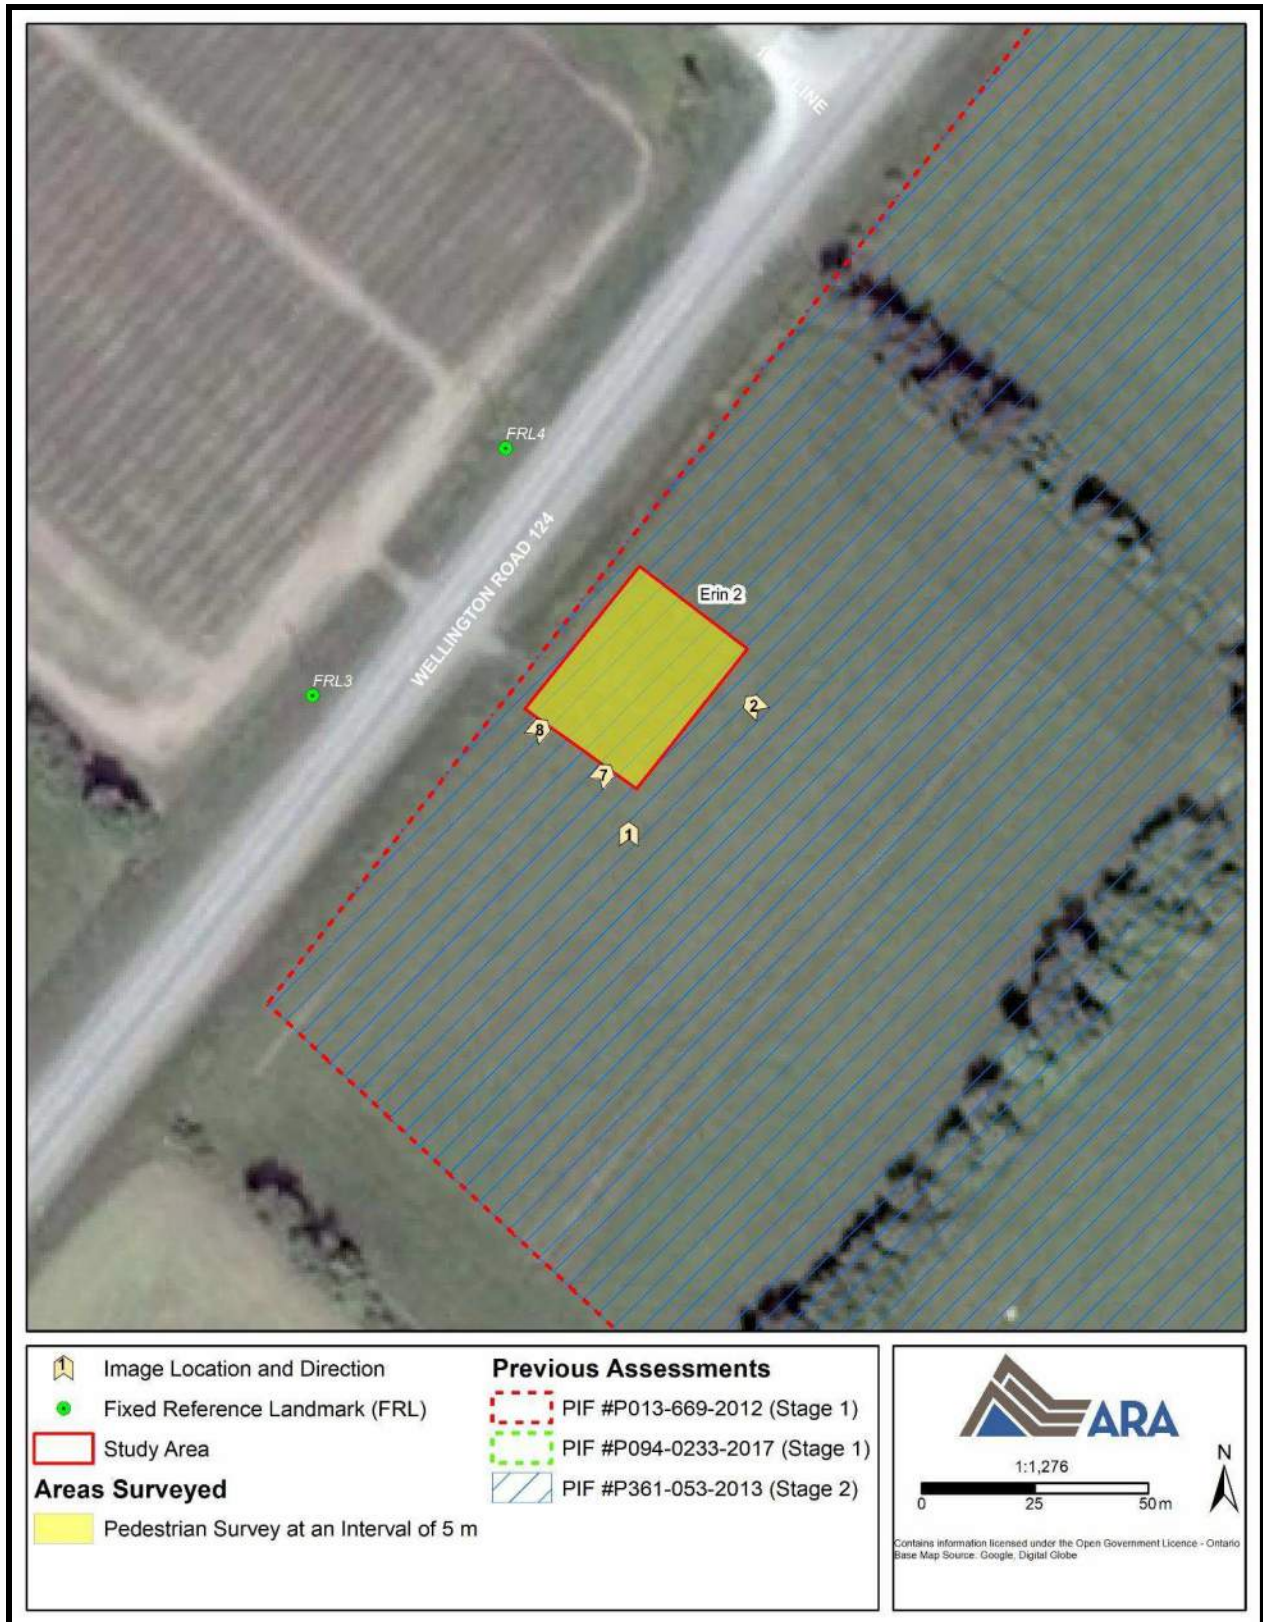 LINE
FRL4
WELLINGTON ROAD 124
Erin 2
FRL3
2
8
7
1
1 Image Location and Direction
Fixed Reference Landmark (FRL)
Study Area
Areas Surveyed
Pedestrian Survey at an Interval of 5 m
Previous Assessments
PIF #P013-669-2012 (Stage 1)
PIF #P094-0233-2017 (Stage 1)
PIF #P361-053-2013 (Stage 2)
ARA
N
1:1,276
0 25 50 m
Contains information licensed under the Open Government Licence - Ontario
Base Map Source: Google, Digital Globe